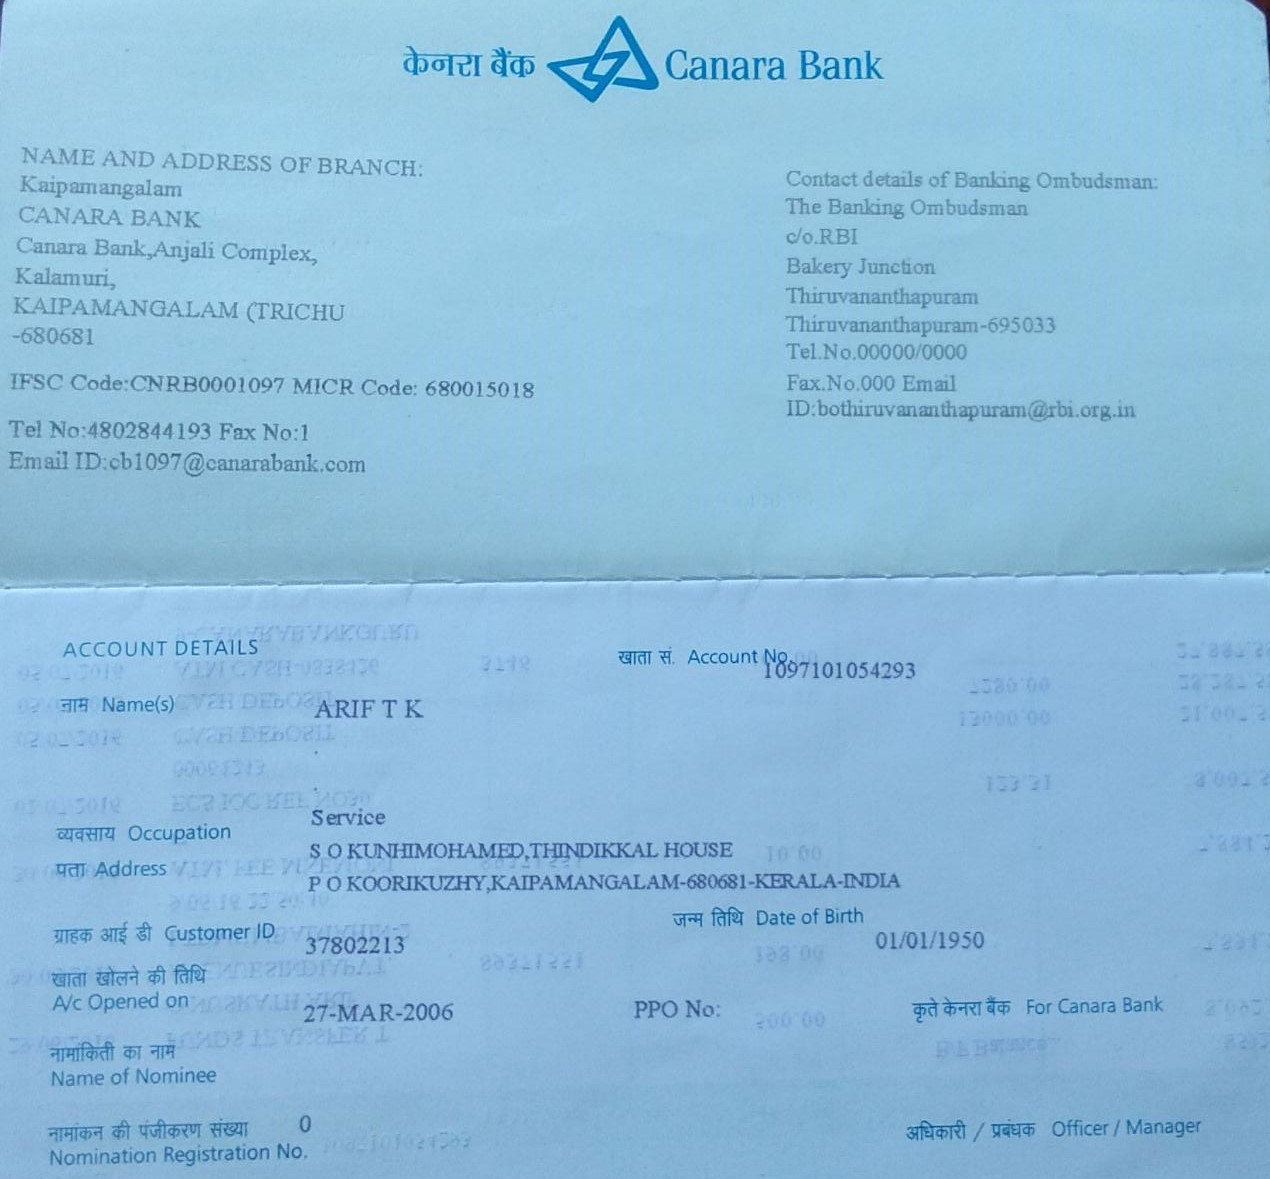 केनरा बैंक Canara Bank
NAME AND ADDRESS OF BRANCH:
Kaipamangalam
CANARA BANK
Canara Bank,Anjali Complex,
Kalamuri,
KAIPAMANGALAM (TRICHU
-680681
IFSC Code:CNRB0001097 MICR Code: 680015018
Tel No:4802844193 Fax No:1
Email ID:cb1097@canarabank.com
Contact details of Banking Ombudsman:
The Banking Ombudsman
c/o.RBI
Bakery Junction
Thiruvananthapuram
Thiruvananthapuram-695033
Tel.No.00000/0000
Fax.No.000 Email
ID:bothiruvananthapuram@rbi.org.in
ACCOUNT DETAILS
खाता सं. Account No. 1097101054293
नाम Name(s) ARIF T K
व्यवसाय Occupation Service
पता Address S O KUNHIMOHAMED,THINDIKKAL HOUSE
P O KOORIKUZHY,KAIPAMANGALAM-680681-KERALA-INDIA
ग्राहक आई डी Customer ID 37802213
जन्म तिथि Date of Birth 01/01/1950
खाता खोलने की तिथि
A/c Opened on 27-MAR-2006
PPO No:
कृते केनरा बैंक For Canara Bank
नामांकिती का नाम
Name of Nominee
नामांकन की पंजीकरण संख्या 0
Nomination Registration No.
अधिकारी / प्रबंधक Officer / Manager